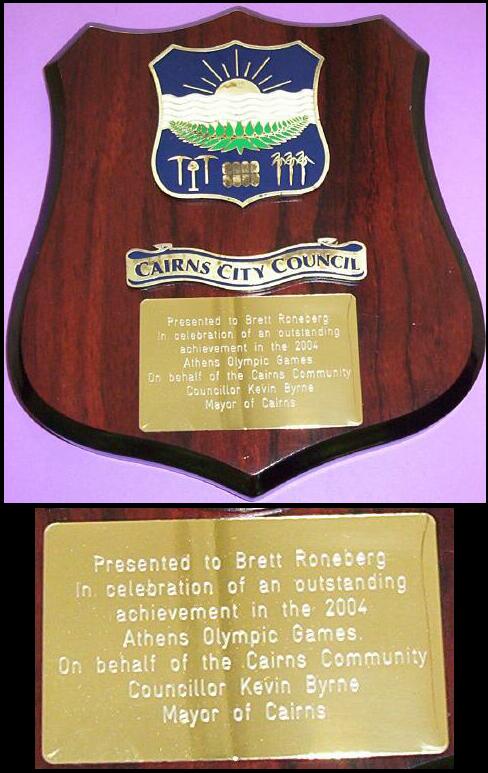 CAIRNS CITY COUNCIL
Presented to Brett Roneberg
In celebration of an outstanding
achievement in the 2004
Athens Olympic Games.
On behalf of the Cairns Community
Councillor Kevin Byrne
Mayor of Cairns
Presented to Brett Roneberg
In celebration of an outstanding
achievement in the 2004
Athens Olympic Games.
On behalf of the Cairns Community
Councillor Kevin Byrne
Mayor of Cairns